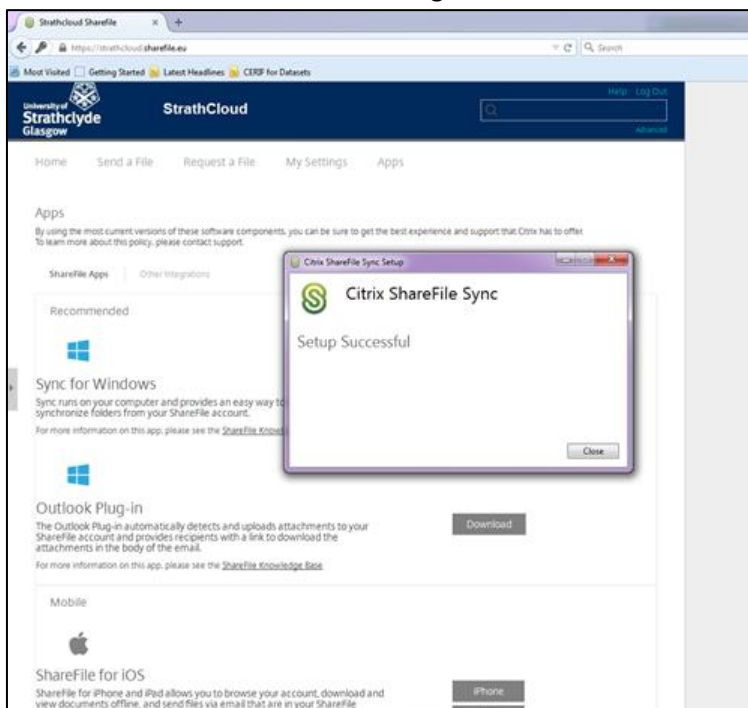 Strathcloud Sharefile
https://strathcloud.sharefile.eu
Search
Most Visited Getting Started Latest Headlines CERIF for Datasets
Help Log Out
University of
Strathclyde
Glasgow
StrathCloud
Advanced
Home Send a File Request a File My Settings Apps
Apps
By using the most current versions of these software components, you can be sure to get the best experience and support that Citrix has to offer
To learn more about this policy, please contact support
ShareFile Apps Other Integrations
Recommended
Citrix ShareFile Sync Setup
Citrix ShareFile Sync
Setup Successful
Close
Sync for Windows
Sync runs on your computer and provides an easy way to
synchronize folders from your ShareFile account.
For more information on this app, please see the ShareFile
Outlook Plug-in
The Outlook Plug-in automatically detects and uploads attachments to your
ShareFile account and provides recipients with a link to download the
attachments in the body of the email.
For more information on this app, please see the ShareFile Knowledge Base
Download
Mobile
ShareFile for iOS
ShareFile for iPhone and iPad allows you to browse your account, download and
view documents offline, and send files via email that are in your ShareFile
iPhone